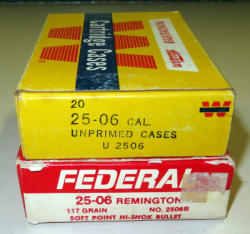 Cartridge Cases
W
WINCHESTER
Western
20
25-06 CAL.
UNPRIMED CASES
U 2506
W
FEDERAL
25-06 REMINGTON
117 GRAIN NO. 2506B
SOFT POINT HI-SHOK BULLET